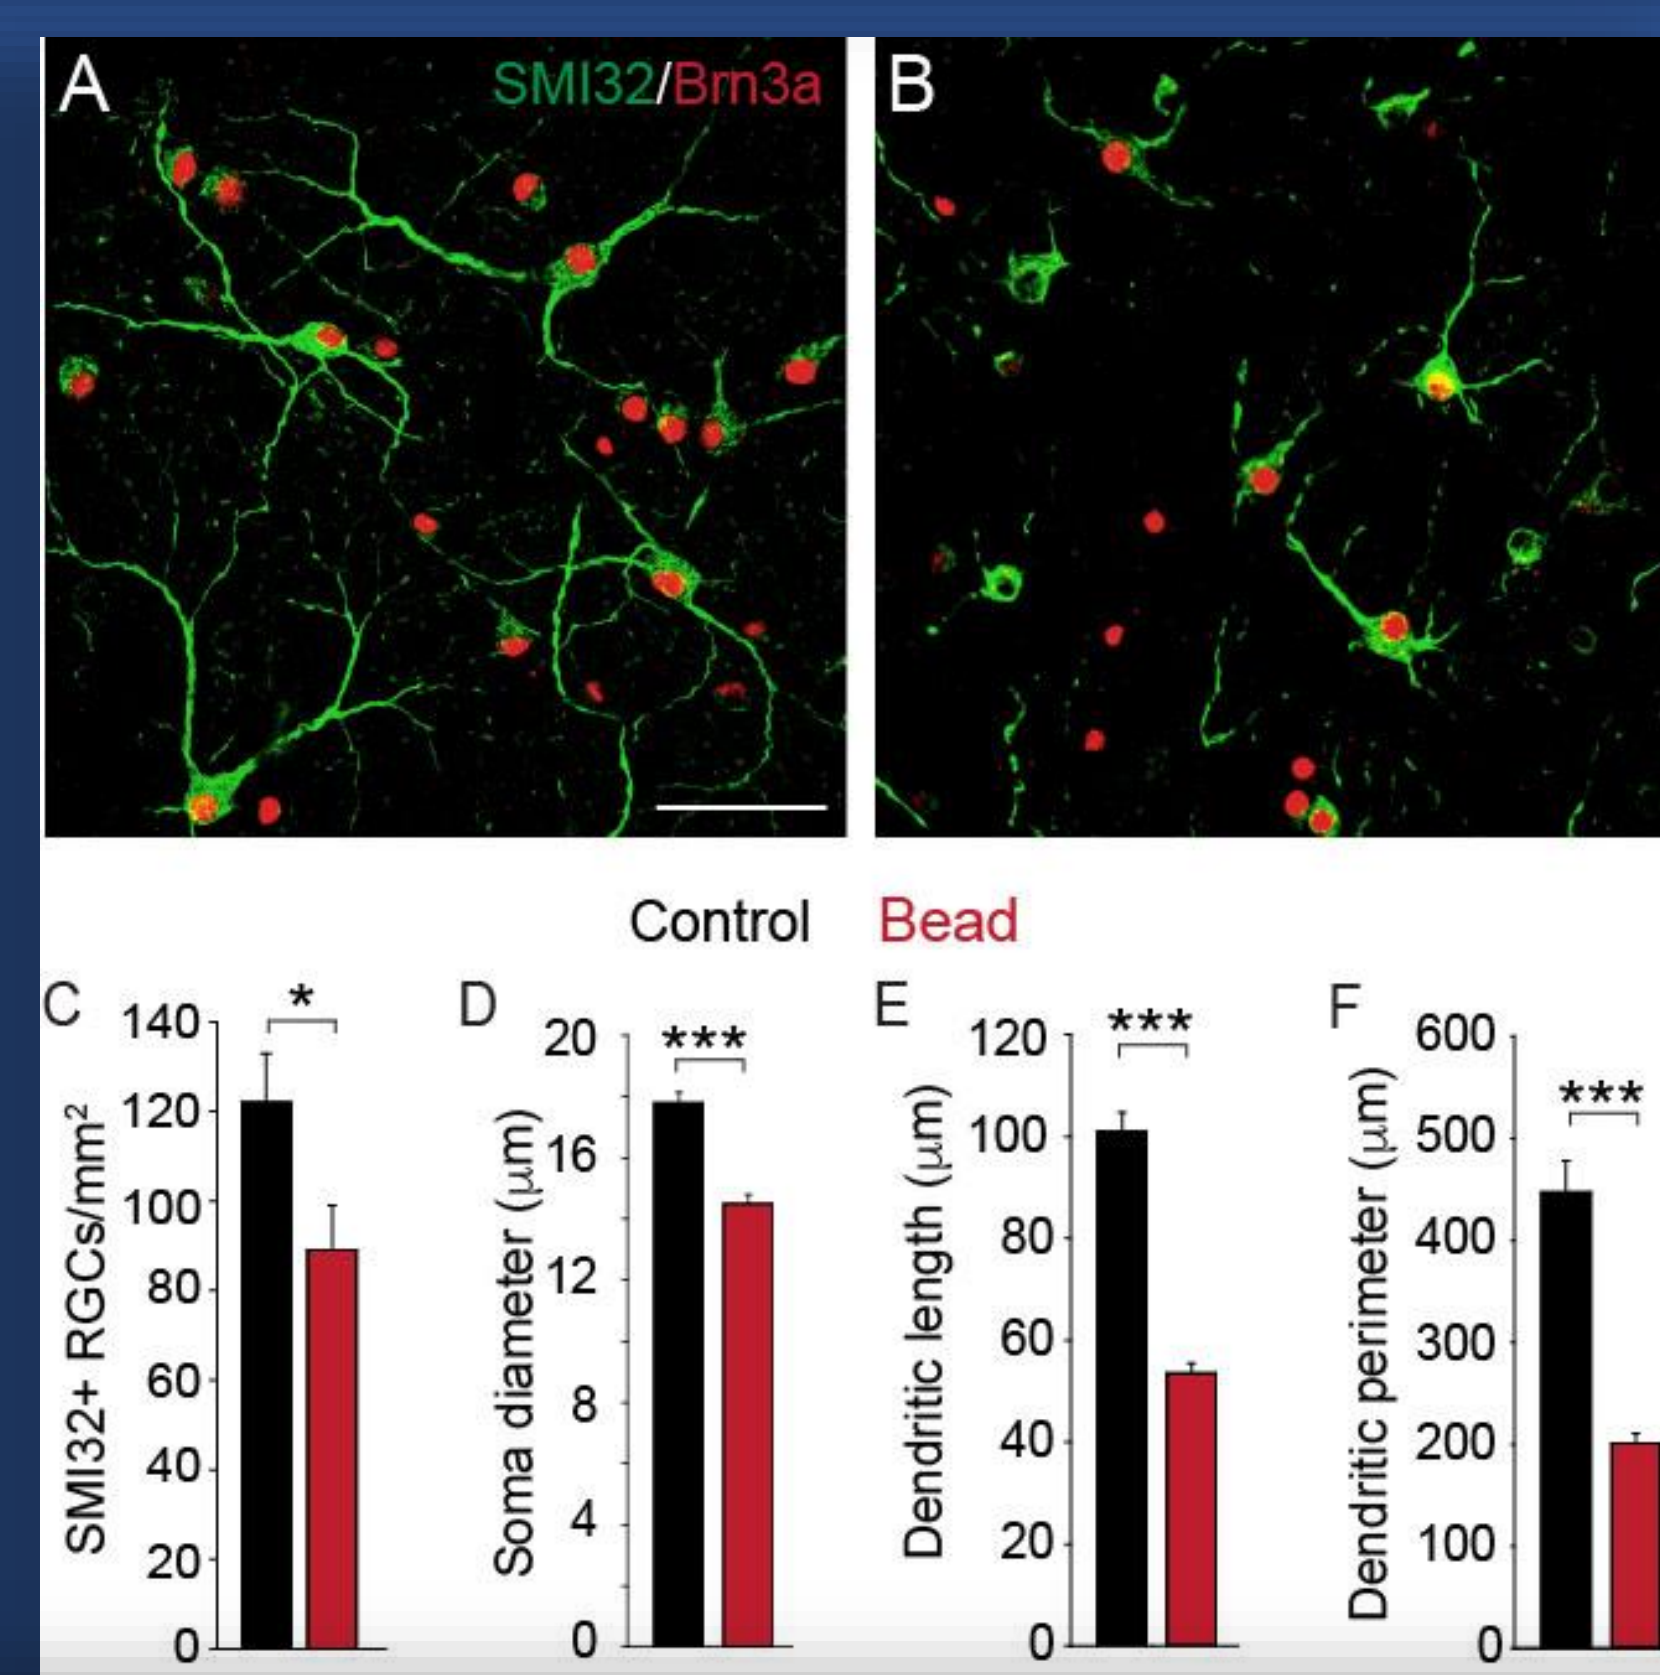 A
SMI32/Brn3a
B
Control
Bead
C
SMI32+ RGCs/mm²
140
120
100
80
60
40
20
0
*
D
Soma diameter (μm)
20
16
12
8
4
0
***
E
Dendritic length (μm)
120
100
80
60
40
20
0
***
F
Dendritic perimeter (μm)
600
500
400
300
200
100
0
***